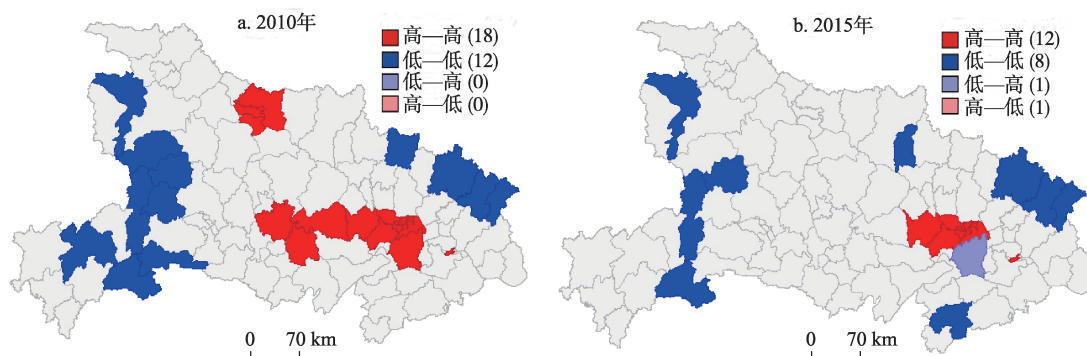 a. 2010年
高—高 (18)
低—低 (12)
低—高 (0)
高—低 (0)
0 70 km
b. 2015年
高—高 (12)
低—低 (8)
低—高 (1)
高—低 (1)
0 70 km